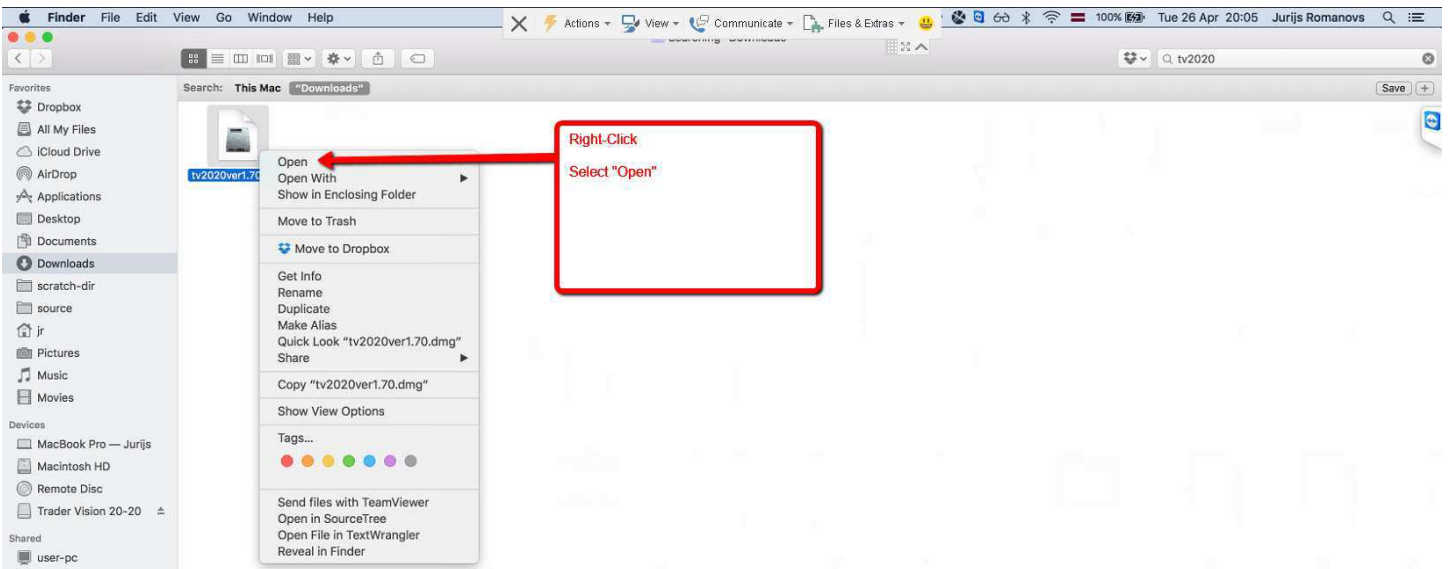 Finder File Edit View Go Window Help
Actions View Communicate Files & Extras
100% Tue 26 Apr 20:05 Jurijs Romanovs
tv2020
Search: This Mac "Downloads" Save +
Favorites
Dropbox
All My Files
iCloud Drive
AirDrop
Applications
Desktop
Documents
Downloads
scratch-dir
source
jr
Pictures
Music
Movies
Devices
MacBook Pro — Jurijs
Macintosh HD
Remote Disc
Trader Vision 20-20
Shared
user-pc
tv2020ver1.70
Open
Open With
Show in Enclosing Folder
Move to Trash
Move to Dropbox
Get Info
Rename
Duplicate
Make Alias
Quick Look "tv2020ver1.70.dmg"
Share
Copy "tv2020ver1.70.dmg"
Show View Options
Tags...
Send files with TeamViewer
Open in SourceTree
Open File in TextWrangler
Reveal in Finder
Right-Click
Select "Open"